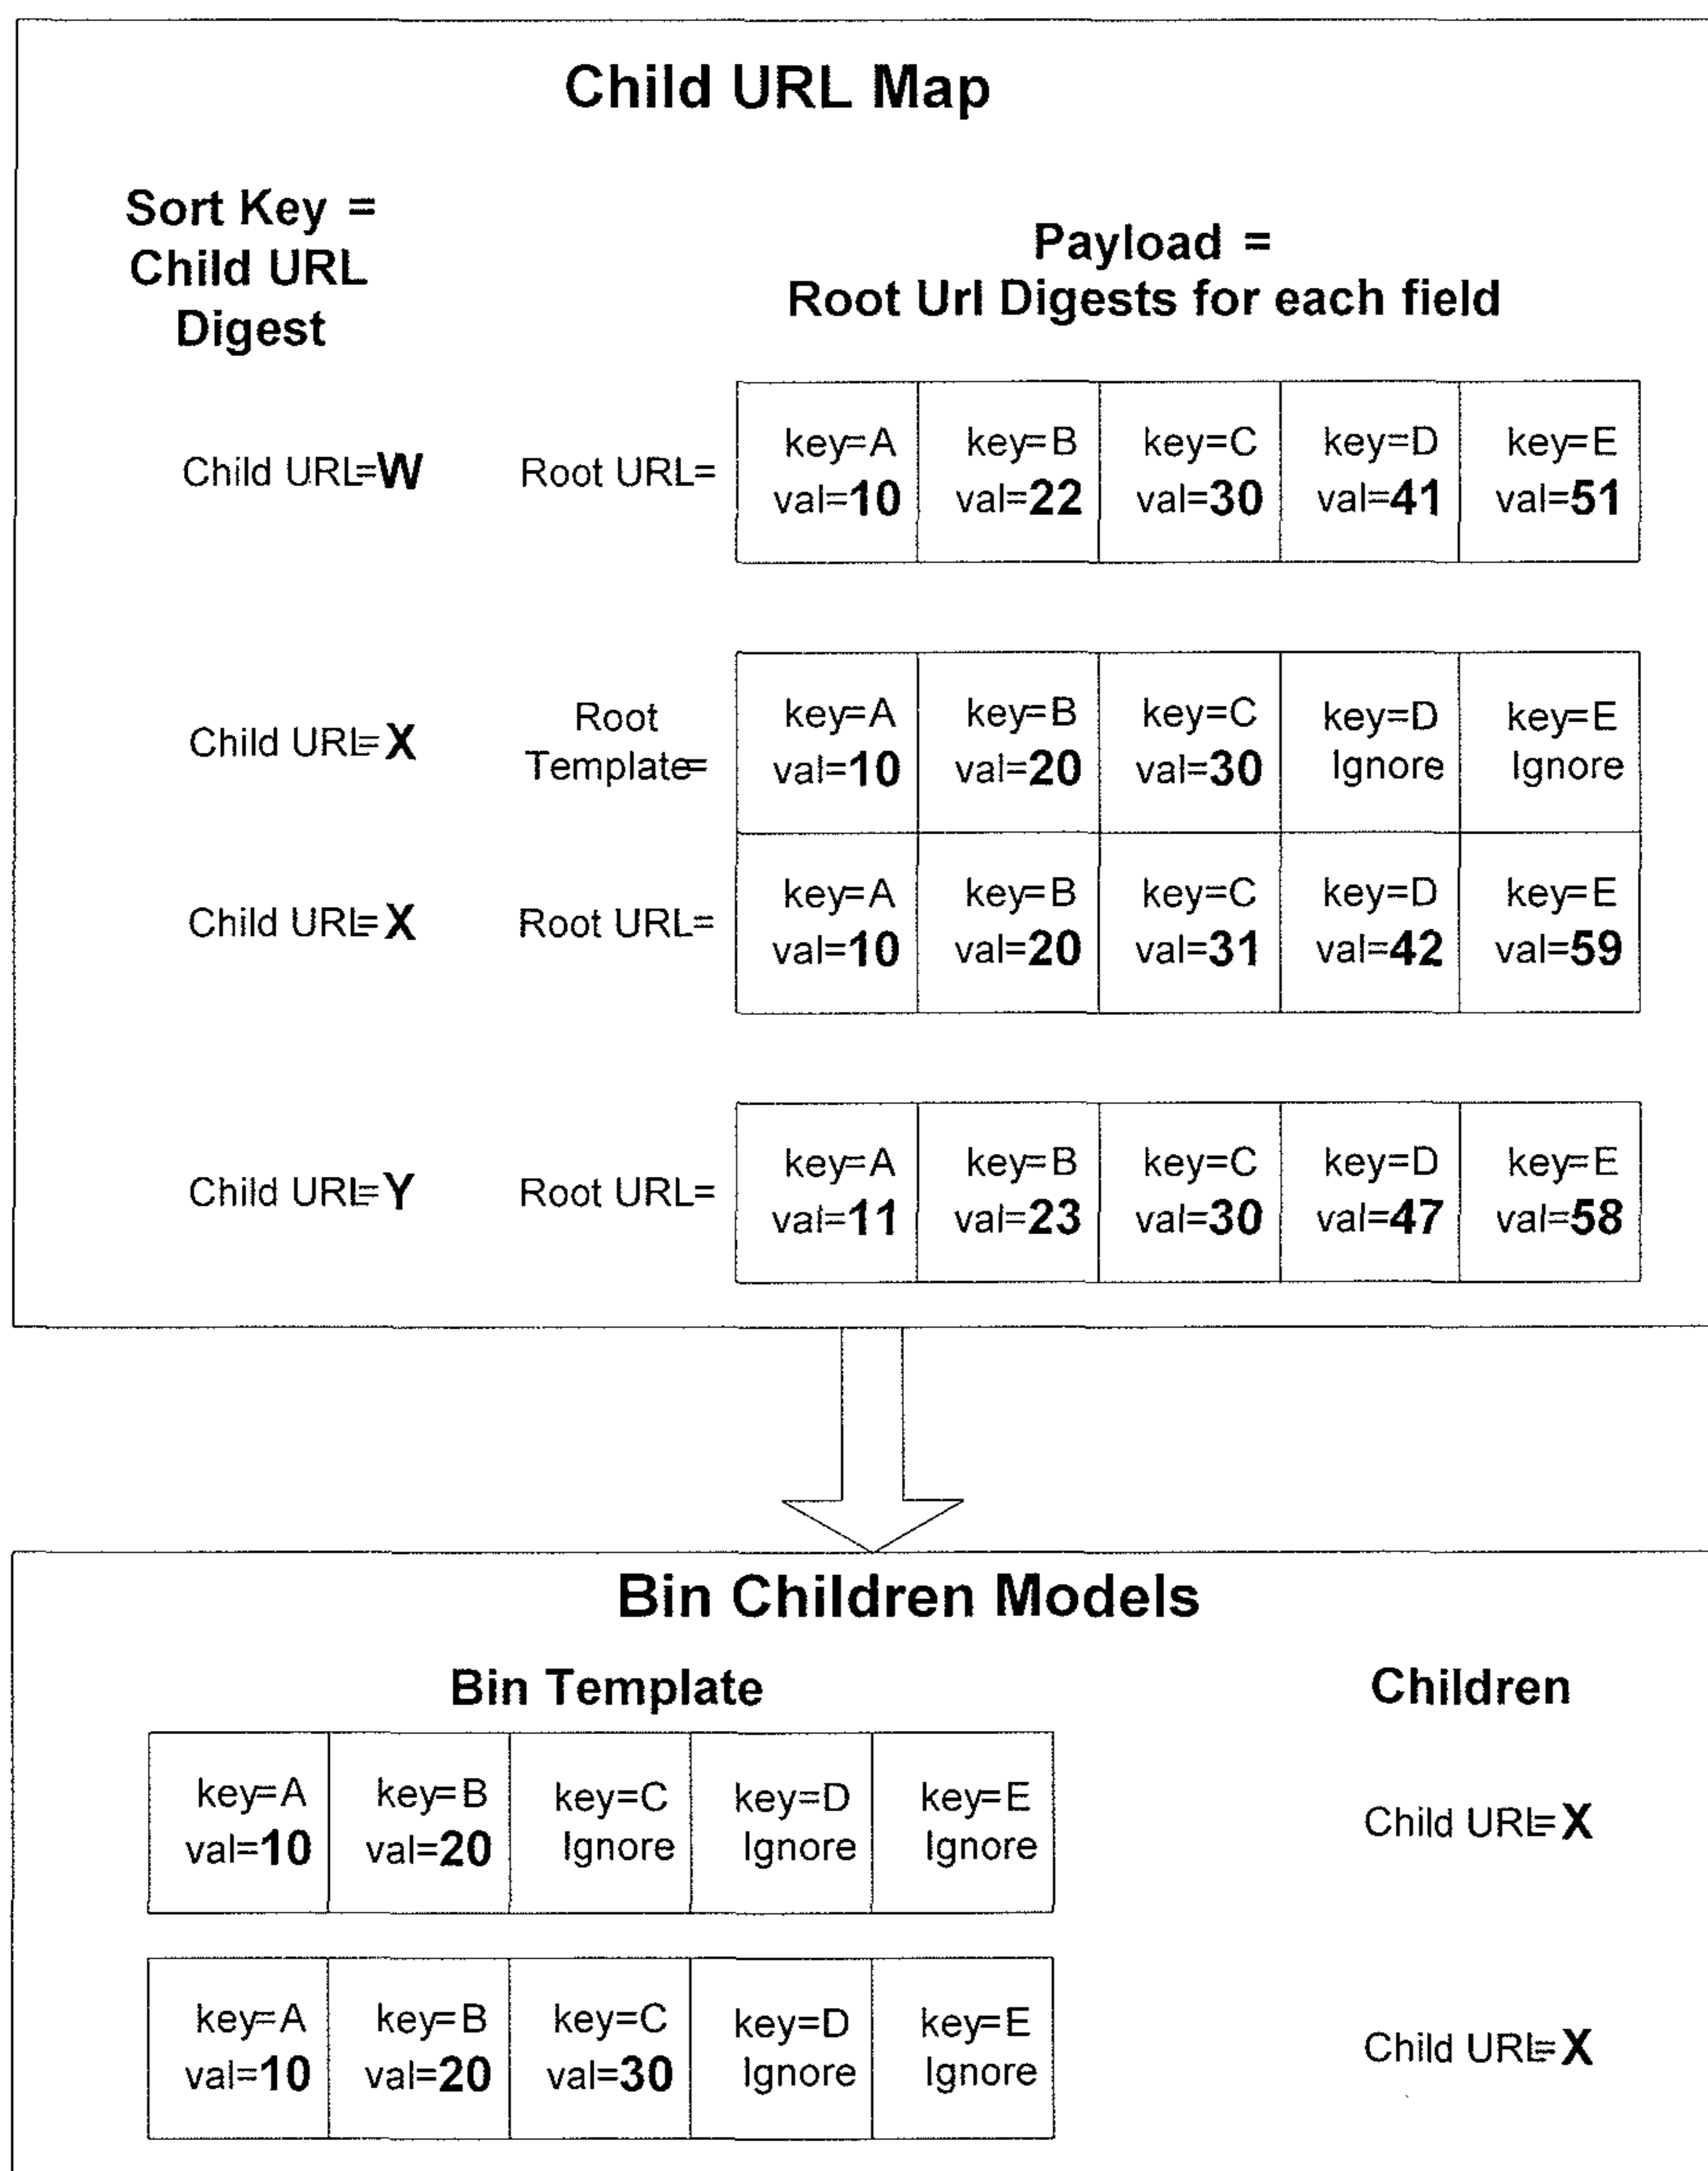 Child URL Map
Sort Key =
Child URL
Digest
Payload =
Root Url Digests for each field
Child URL=W
Root URL=
key=A key=B key=C key=D key=E
val=10 val=22 val=30 val=41 val=51
Child URL=X
Root
Template=
key=A key=B key=C key=D key=E
val=10 val=20 val=30 Ignore Ignore
Child URL=X
Root URL=
key=A key=B key=C key=D key=E
val=10 val=20 val=31 val=42 val=59
Child URL=Y
Root URL=
key=A key=B key=C key=D key=E
val=11 val=23 val=30 val=47 val=58
Bin Children Models
Bin Template
Children
key=A key=B key=C key=D key=E
val=10 val=20 Ignore Ignore Ignore
Child URL=X
key=A key=B key=C key=D key=E
val=10 val=20 val=30 Ignore Ignore
Child URL=X